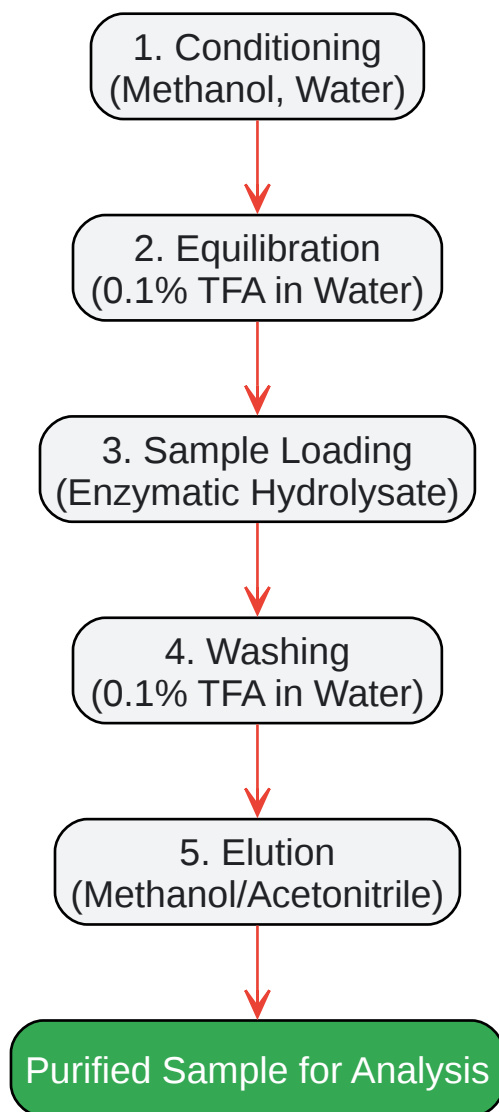 1. Conditioning
(Methanol, Water)
2. Equilibration
(0.1% TFA in Water)
3. Sample Loading
(Enzymatic Hydrolysate)
4. Washing
(0.1% TFA in Water)
5. Elution
(Methanol/Acetonitrile)
Purified Sample for Analysis